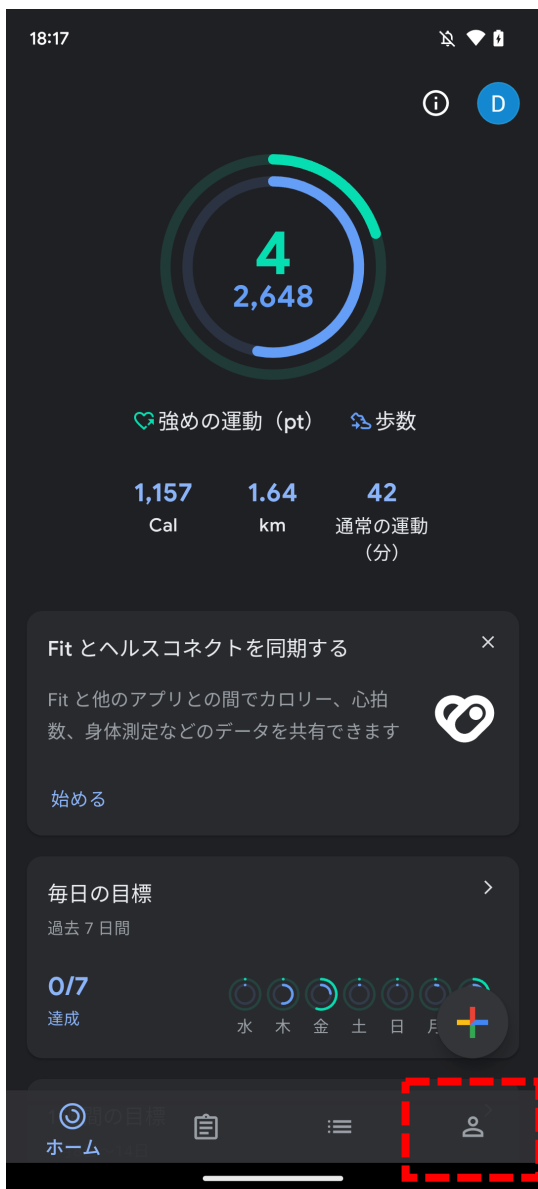 18:17
D
4
2,648
強めの運動（pt） 歩数
1,157 1.64 42
Cal km 通常の運動
（分）
Fit とヘルスコネクトを同期する
Fit と他のアプリとの間でカロリー、心拍
数、身体測定などのデータを共有できます
始める
毎日の目標
過去 7 日間
0/7
達成
水 木 金 土 日 月
間の目標
ホーム